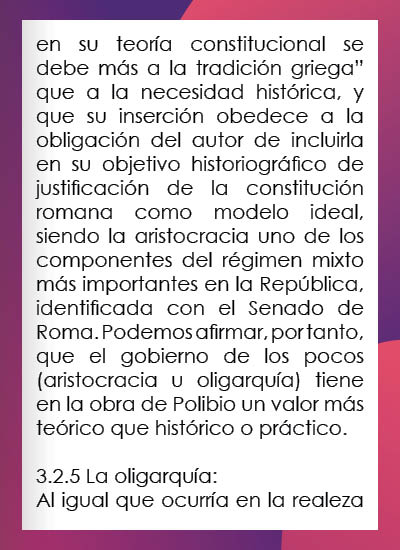 en su teoría constitucional se
debe más a la tradición griega”
que a la necesidad histórica, y
que su inserción obedece a la
obligación del autor de incluirla
en su objetivo historiográfico de
justificación de la constitución
romana como modelo ideal,
siendo la aristocracia uno de los
componentes del régimen mixto
más importantes en la República,
identificada con el Senado de
Roma. Podemos afirmar, por tanto,
que el gobierno de los pocos
(aristocracia u oligarquía) tiene
en la obra de Polibio un valor más
teórico que histórico o práctico.

3.2.5 La oligarquía:
Al igual que ocurría en la realeza